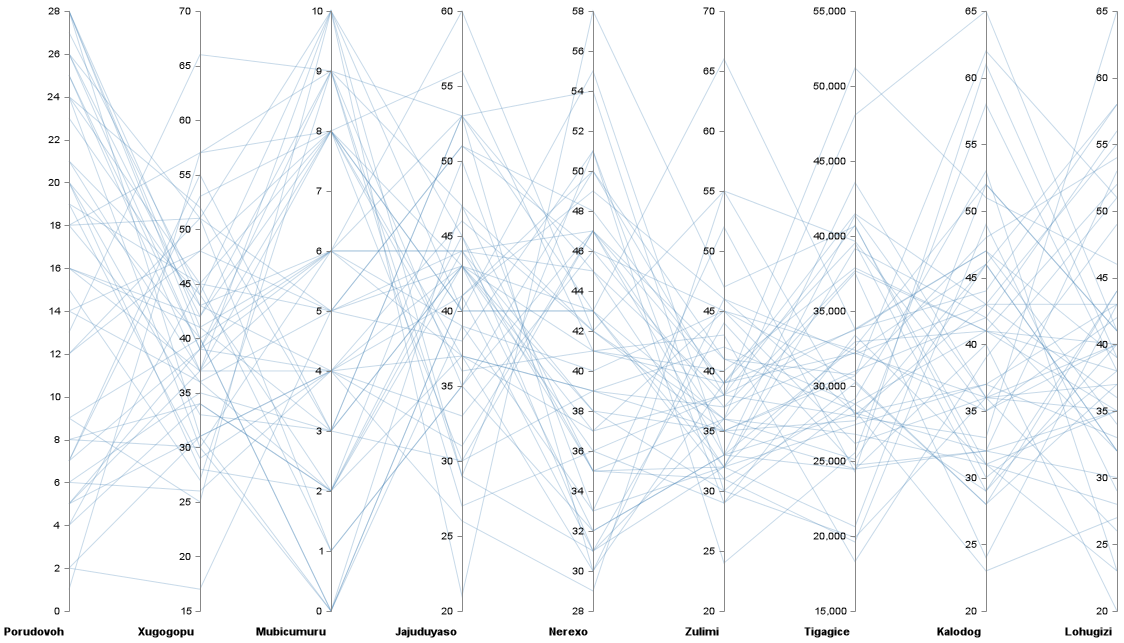 28 70 10 60 58 70 55,000 65 65
26 65 9 55 56 65 50,000 60 60
24 60 8 50 54 60 45,000 55 55
22 55 7 45 52 55 40,000 50 50
20 50 6 40 50 50 35,000 45 45
18 45 5 35 48 45 30,000 40 40
16 40 4 30 46 40 25,000 35 35
14 35 3 25 44 35 20,000 30 30
12 30 2 20 42 30 15,000 25 25
10 25 1 40 25 20 20
8 20 0 38 20
6 15 36
4 34
2 32
0 30
28
Porudovoh Xugogopu Mubicumuru Jajuduyaso Nerexo Zulimi Tigagice Kalodog Lohugizi